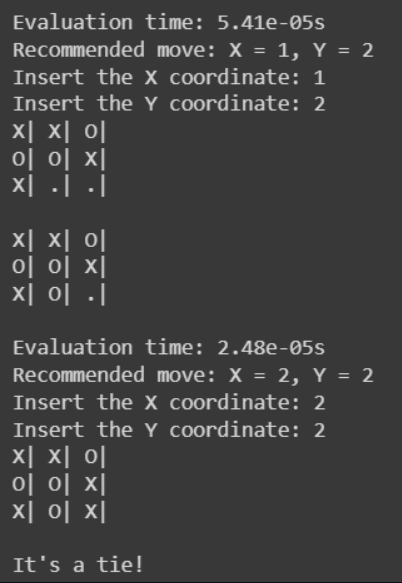 Evaluation time: 5.41e-05s
Recommended move: X = 1, Y = 2
Insert the X coordinate: 1
Insert the Y coordinate: 2
X| X| O|
O| O| X|
X| .| .|

X| X| O|
O| O| X|
X| O| .|

Evaluation time: 2.48e-05s
Recommended move: X = 2, Y = 2
Insert the X coordinate: 2
Insert the Y coordinate: 2
X| X| O|
O| O| X|
X| O| X|

It's a tie!